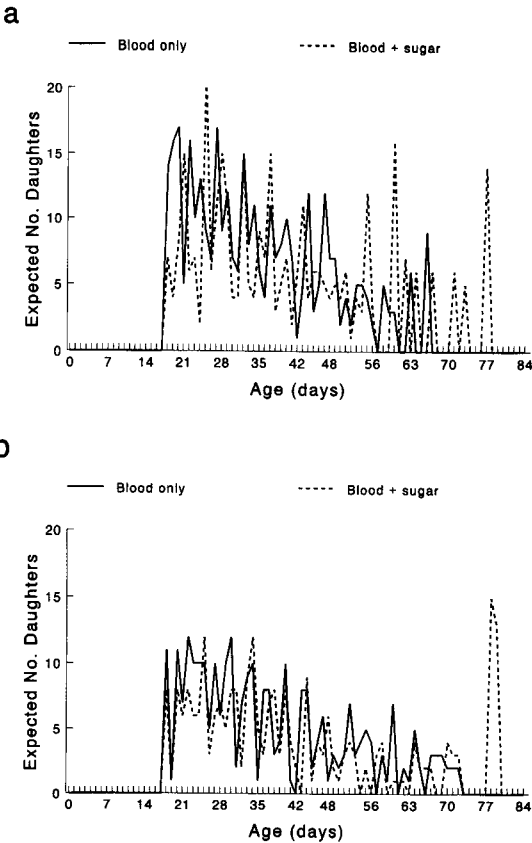 a
Blood only Blood + sugar
Expected No. Daughters
20
15
10
5
0
0 7 14 21 28 35 42 48 56 63 70 77 84
Age (days)
b
Blood only Blood + sugar
Expected No. Daughters
20
15
10
5
0
0 7 14 21 28 35 42 48 56 63 70 77 84
Age (days)